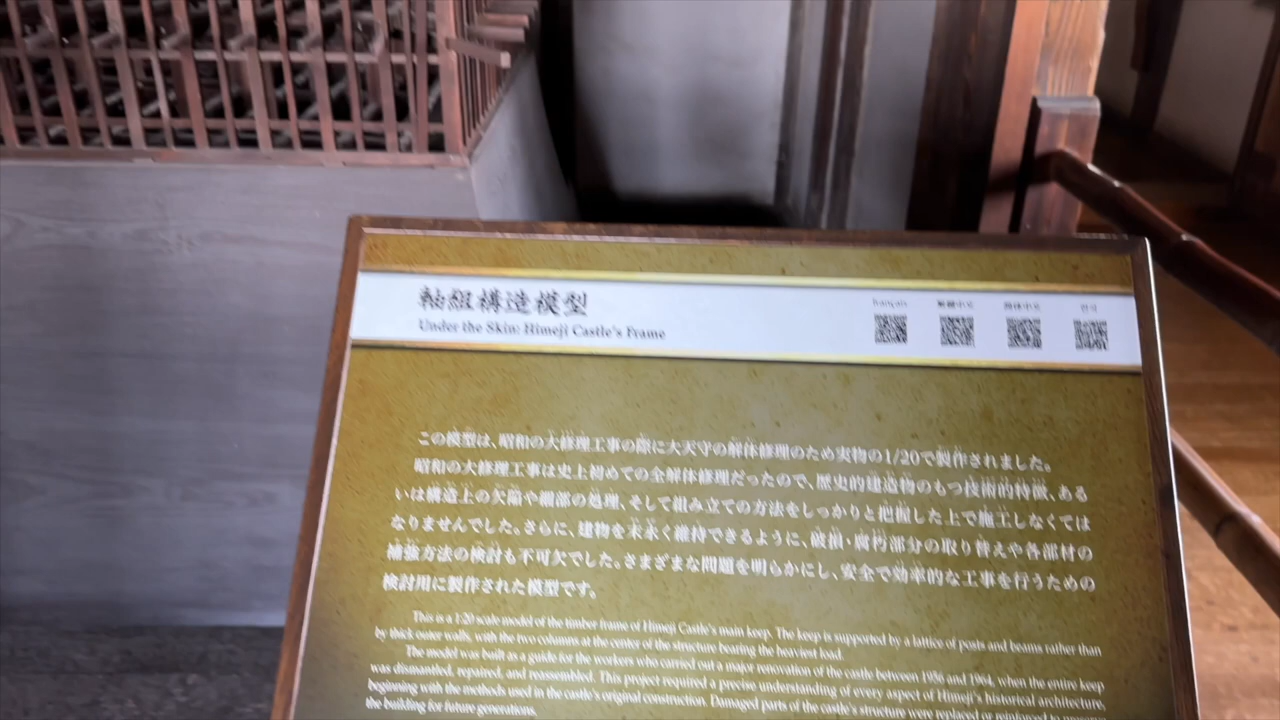 軸組構造模型
Under the Skin: Himeji Castle's Frame
français
繁體中文
简体中文
한국
この模型は、昭和の大修理工事の際に大天守の解体修理のため実物の1/20で製作されました。
昭和の大修理工事は史上初めての全解体修理だったので、歴史的建造物のもつ技術的特徴、ある
いは構造上の欠陥や細部の処理、そして組み立ての方法をしっかりと把握した上で施工しなくては
なりませんでした。さらに、建物を末永く維持できるように、破損・腐朽部分の取り替えや各部材の
補強方法の検討も不可欠でした。さまざまな問題を明らかにし、安全で効率的な工事を行うための
検討用に製作された模型です。
This is a 1:20 scale model of the timber frame of Himeji Castle's main keep. The keep is supported by a lattice of posts and beams rather than
by thick outer walls, with the two columns at the center of the structure bearing the heaviest load.
The model was built as a guide for the workers who carried out a major renovation of the castle between 1956 and 1964, when the entire keep
was dismantled, repaired, and reassembled. This project required a precise understanding of every aspect of Himeji's historical architecture,
beginning with the methods used in the castle's original construction. Damaged parts of the castle's structure were replaced or reinforced to preserve
the building for future generations.